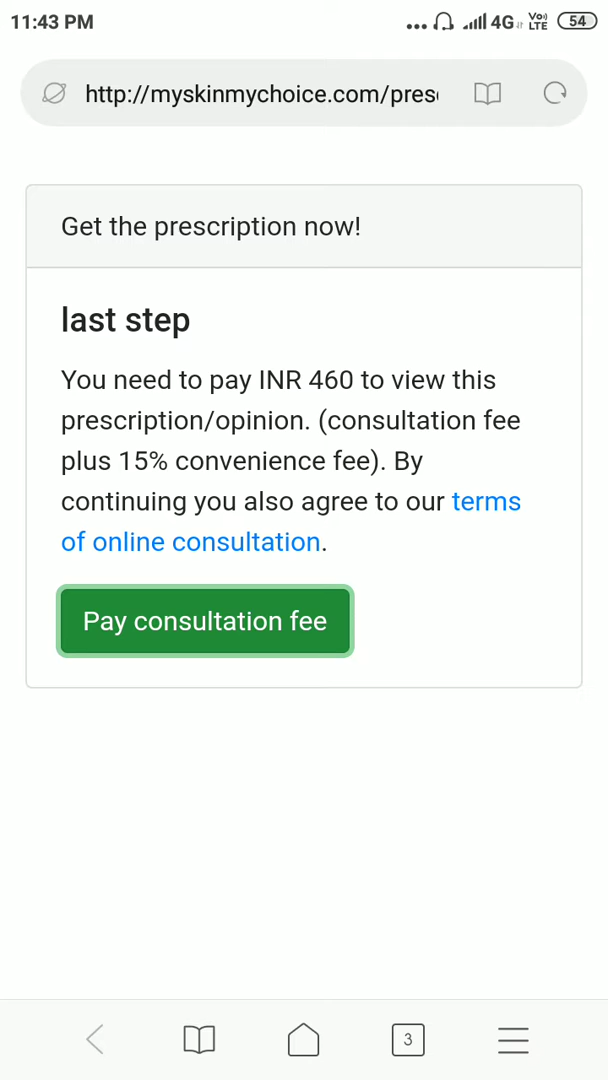 11:43 PM
... 4G Vo)) LTE 54
http://myskinmychoice.com/pres
Get the prescription now!
last step
You need to pay INR 460 to view this
prescription/opinion. (consultation fee
plus 15% convenience fee). By
continuing you also agree to our terms
of online consultation.
Pay consultation fee
3